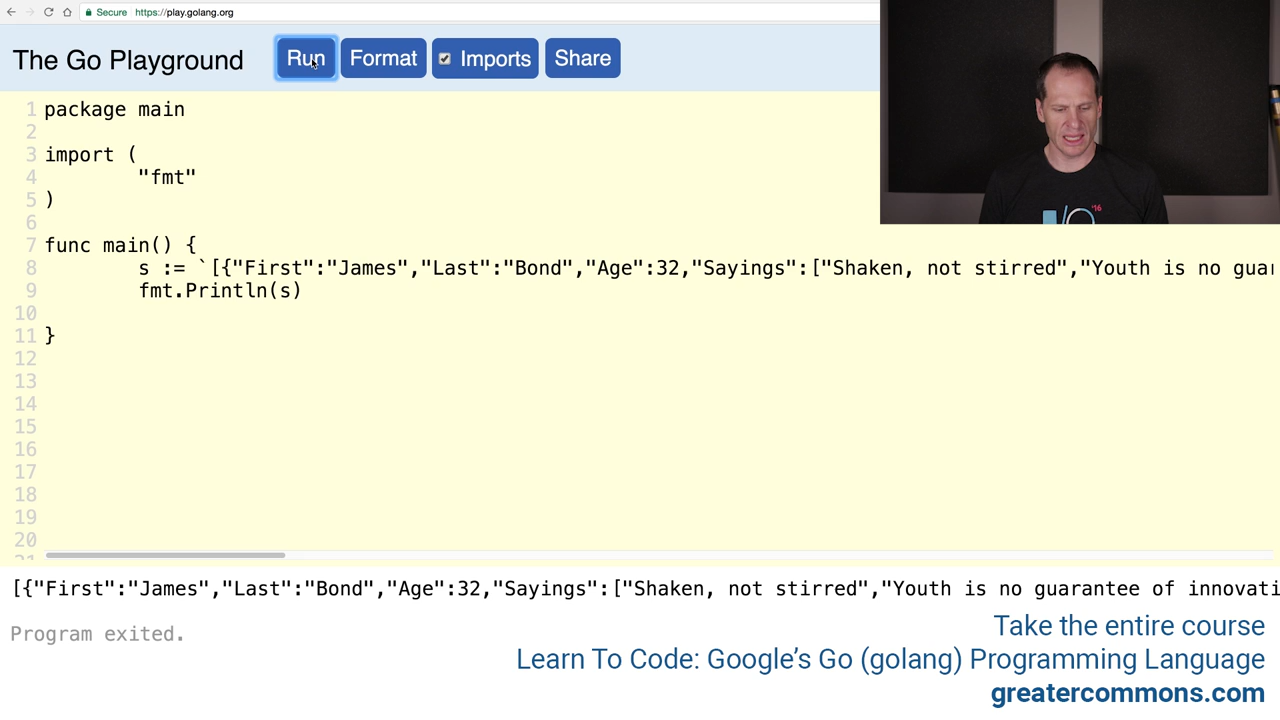 Secure https://play.golang.org
The Go Playground Run Format Imports Share
1 package main
2
3 import (
4 "fmt"
5 )
6
7 func main() {
8 s := `[{"First":"James","Last":"Bond","Age":32,"Sayings":["Shaken, not stirred","Youth is no guar
9 fmt.Println(s)
10
11 }
12
13
14
15
16
17
18
19
20
[{"First":"James","Last":"Bond","Age":32,"Sayings":["Shaken, not stirred","Youth is no guarantee of innovati
Program exited.
I/O '16
Take the entire course
Learn To Code: Google’s Go (golang) Programming Language
greatercommons.com